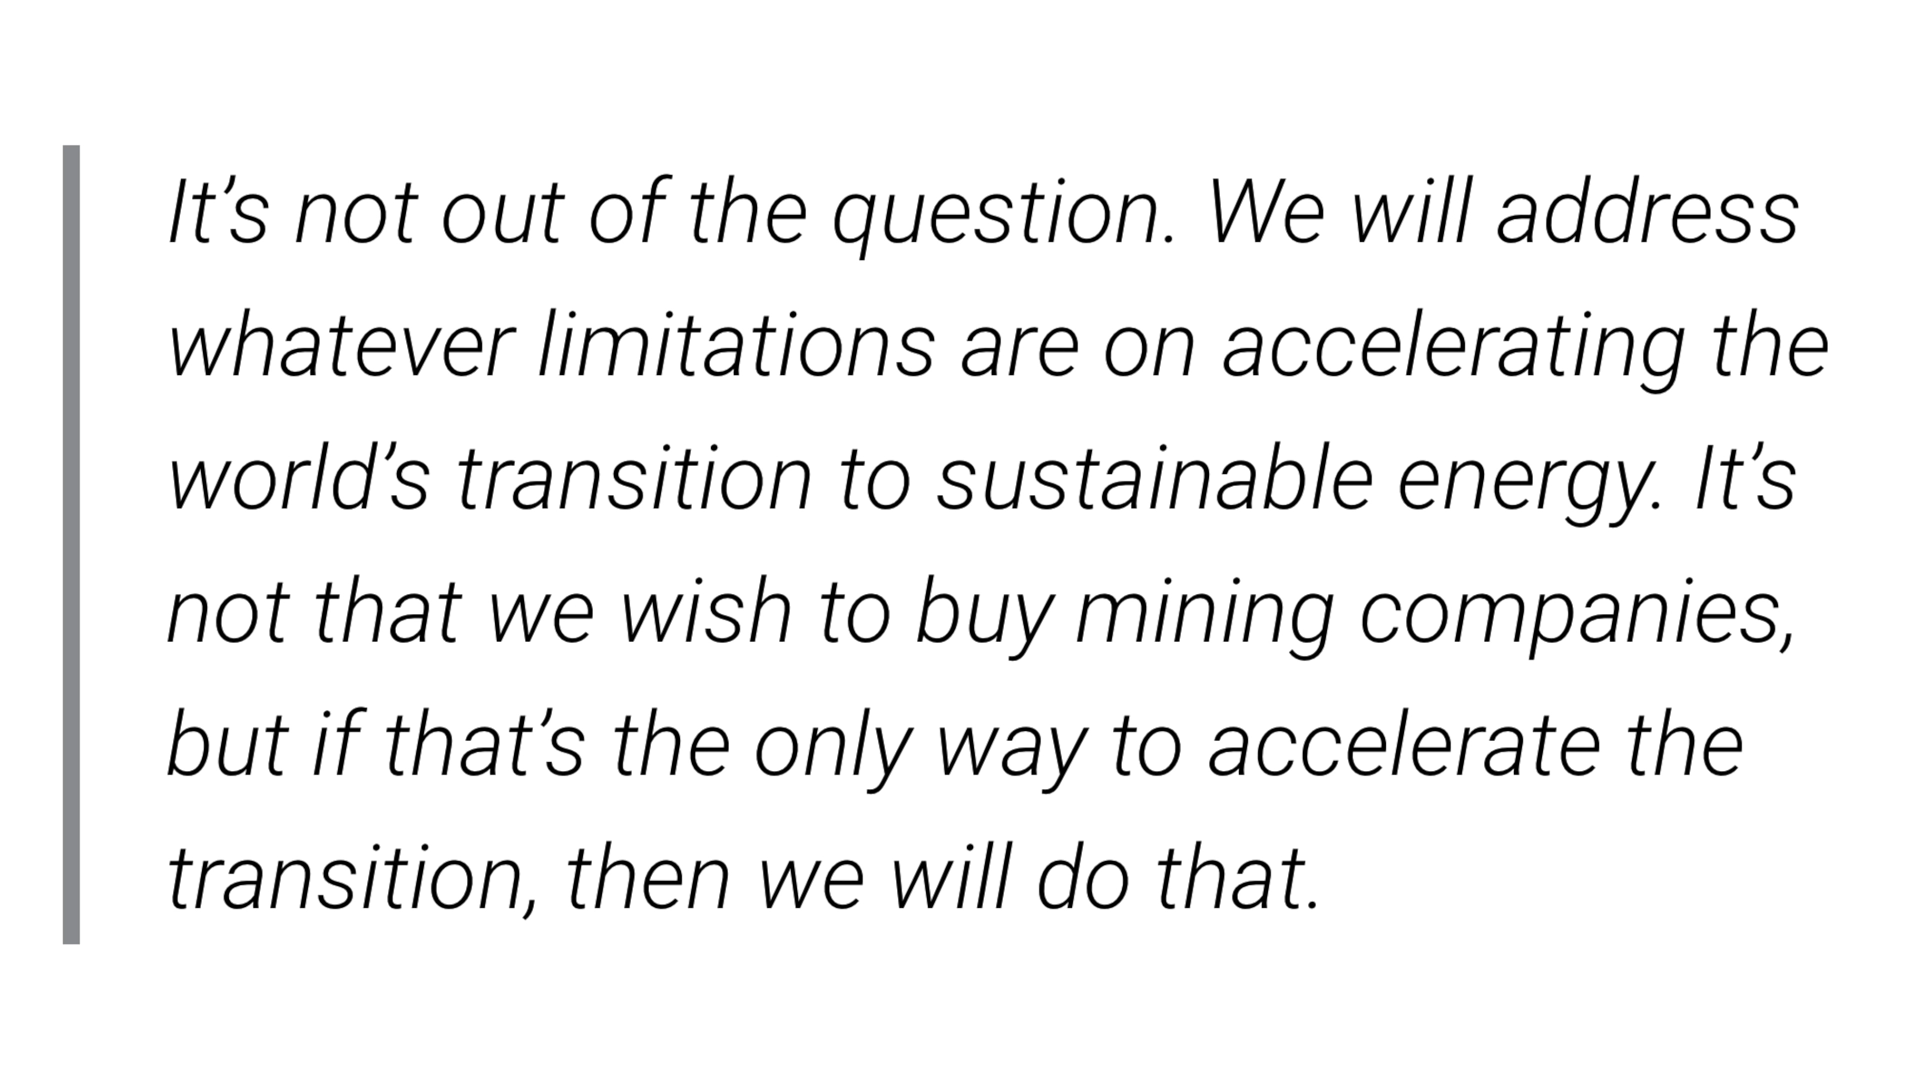 It’s not out of the question. We will address
whatever limitations are on accelerating the
world’s transition to sustainable energy. It’s
not that we wish to buy mining companies,
but if that’s the only way to accelerate the
transition, then we will do that.